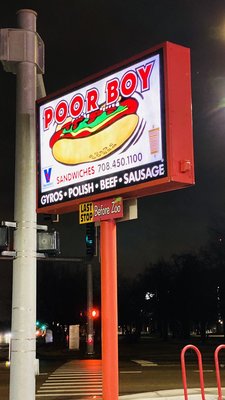 POOR BOY
SANDWICHES 708.450.1100
GYROS • POLISH • BEEF • SAUSAGE
LAST
STOP
Before Zoo